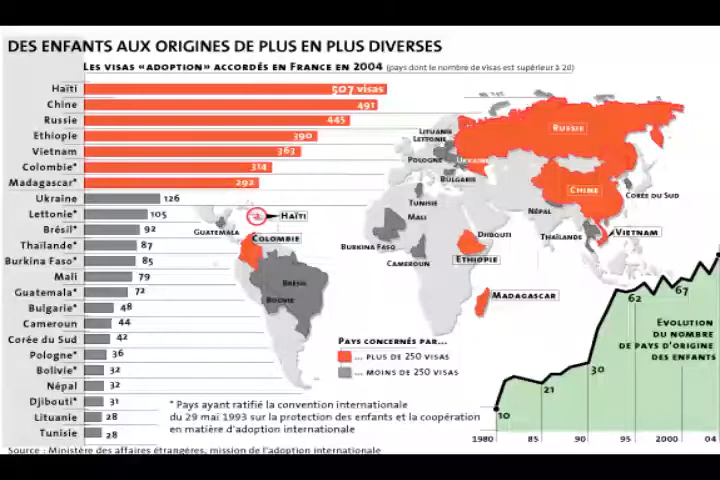 DES ENFANTS AUX ORIGINES DE PLUS EN PLUS DIVERSES
LES VISAS «ADOPTION» ACCORDÉS EN FRANCE EN 2004 (pays dont le nombre de visas est supérieur à 20)
Haïti 507 visas
Chine 491
Russie 445
Ethiopie 390
Vietnam 363
Colombie* 314
Madagascar* 292
Ukraine 126
Lettonie* 105
Brésil* 92
Thaïlande* 87
Burkina Faso* 85
Mali 79
Guatemala* 72
Bulgarie* 48
Cameroun 44
Corée du Sud 42
Pologne* 36
Bolivie* 32
Népal 32
Djibouti* 31
Lituanie 28
Tunisie 28
LITUANIE
LETTONIE
RUSSIE
POLOGNE
UKRAINE
BULGARIE
CHINE
CORÉE DU SUD
TUNISIE
NÉPAL
HAÏTI
MALI
GUATEMALA
DJIBOUTI
THAÏLANDE
VIETNAM
COLOMBIE
BURKINA FASO
CAMEROUN
ETHIOPIE
BRÉSIL
BOLIVIE
MADAGASCAR
PAYS CONCERNÉS PAR...
... PLUS DE 250 VISAS
... MOINS DE 250 VISAS
EVOLUTION
DU NOMBRE
DE PAYS D'ORIGINE
DES ENFANTS
10
21
30
62
67
1980 85 90 95 2000 04
* Pays ayant ratifié la convention internationale
du 29 mai 1993 sur la protection des enfants et la coopération
en matière d'adoption internationale
Source : Ministère des affaires étrangères, mission de l'adoption internationale